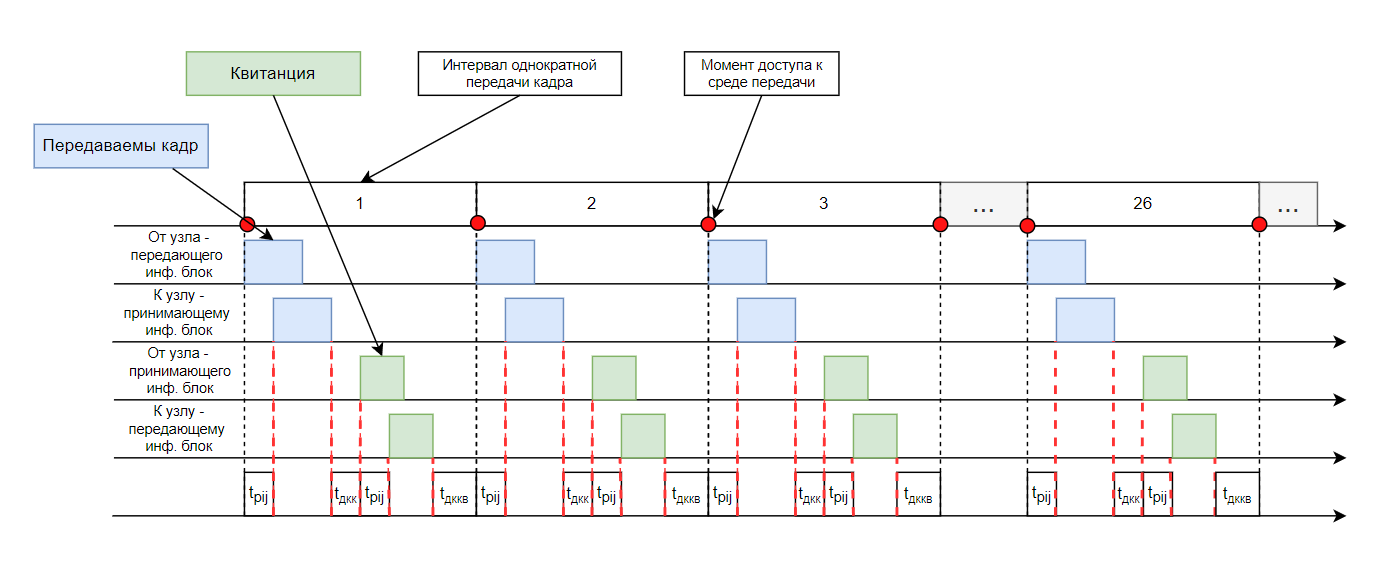 Квитанция
Интервал однократной
передачи кадра
Момент доступа к
среде передачи
Передаваемы кадр
1
2
3
...
26
...
От узла -
передающего
инф. блок
К узлу -
принимающему
инф. блок
От узла -
принимающего
инф. блок
К узлу -
передающему
инф. блок
tpij tдкк tpij tдккв tpij tдкк tpij tдккв tpij tдкк tpij tдккв tpij tдкк tpij tдккв